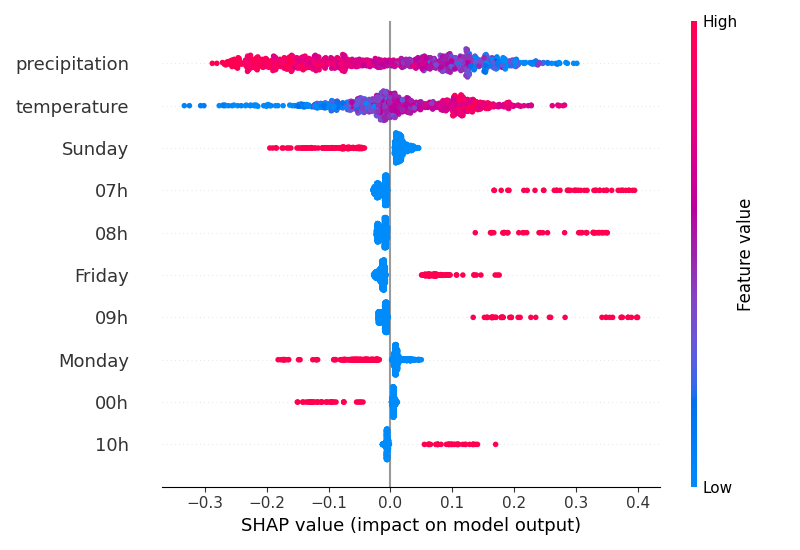 High
precipitation
temperature
Sunday
07h
08h
Friday
09h
Monday
00h
10h
Feature value
Low
−0.3 −0.2 −0.1 0.0 0.1 0.2 0.3 0.4
SHAP value (impact on model output)